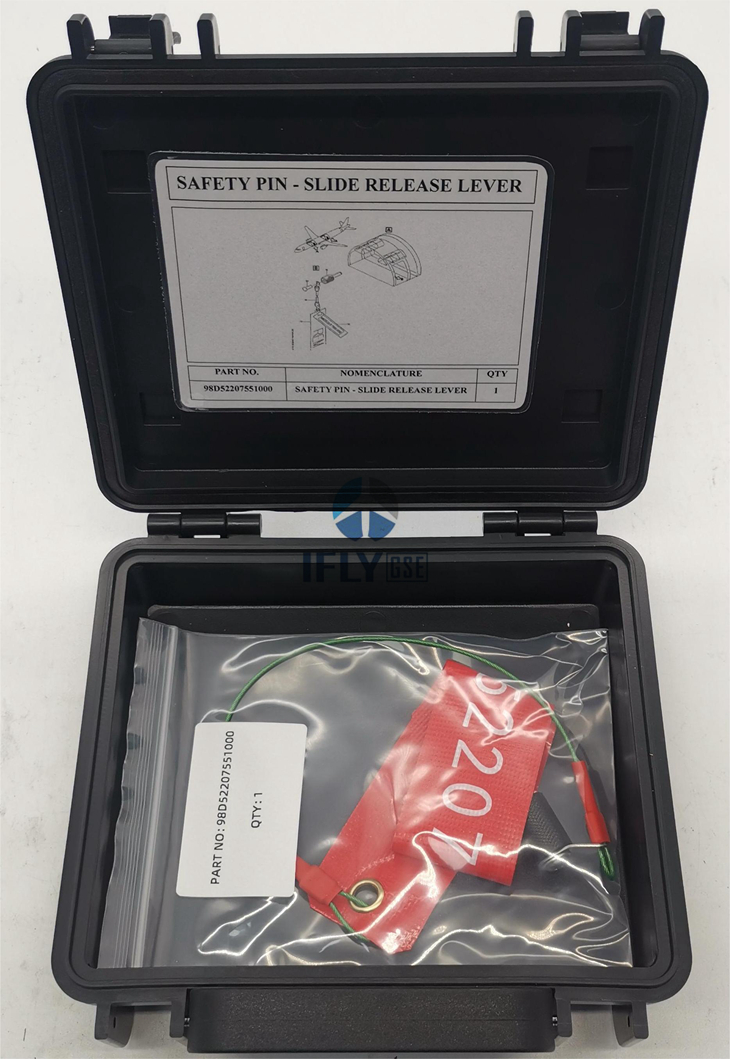 SAFETY PIN - SLIDE RELEASE LEVER
A
B
PART NO. NOMENCLATURE QTY
98D52207551000 SAFETY PIN - SLIDE RELEASE LEVER 1
IFLY GSE
52207
PART NO: 98D52207551000
QTY: 1